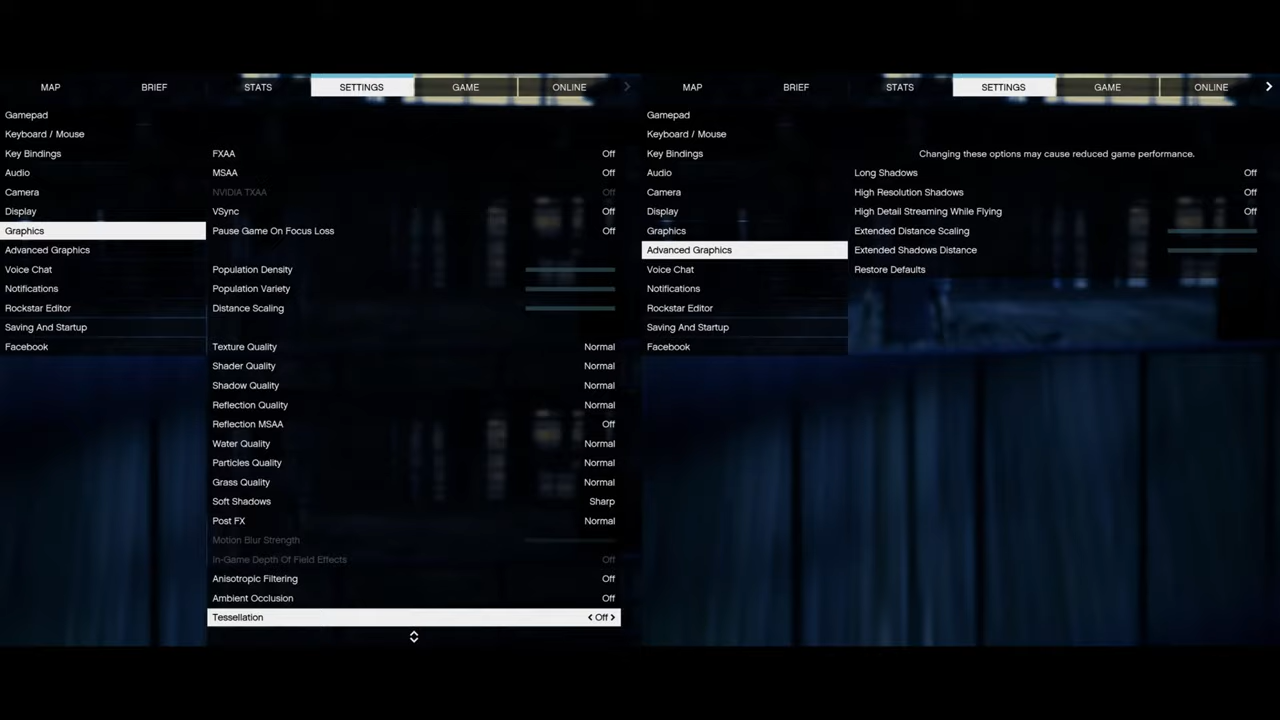 MAP BRIEF STATS SETTINGS GAME ONLINE
Gamepad
Keyboard / Mouse
Key Bindings
Audio
Camera
Display
Graphics
Advanced Graphics
Voice Chat
Notifications
Rockstar Editor
Saving And Startup
Facebook
FXAA Off
MSAA Off
NVIDIA TXAA Off
VSync Off
Pause Game On Focus Loss Off
Population Density
Population Variety
Distance Scaling
Texture Quality Normal
Shader Quality Normal
Shadow Quality Normal
Reflection Quality Normal
Reflection MSAA Off
Water Quality Normal
Particles Quality Normal
Grass Quality Normal
Soft Shadows Sharp
Post FX Normal
Motion Blur Strength
In-Game Depth Of Field Effects Off
Anisotropic Filtering Off
Ambient Occlusion Off
Tessellation Off
MAP BRIEF STATS SETTINGS GAME ONLINE
Gamepad
Keyboard / Mouse
Key Bindings
Audio
Camera
Display
Graphics
Advanced Graphics
Voice Chat
Notifications
Rockstar Editor
Saving And Startup
Facebook
Changing these options may cause reduced game performance.
Long Shadows Off
High Resolution Shadows Off
High Detail Streaming While Flying Off
Extended Distance Scaling
Extended Shadows Distance
Restore Defaults